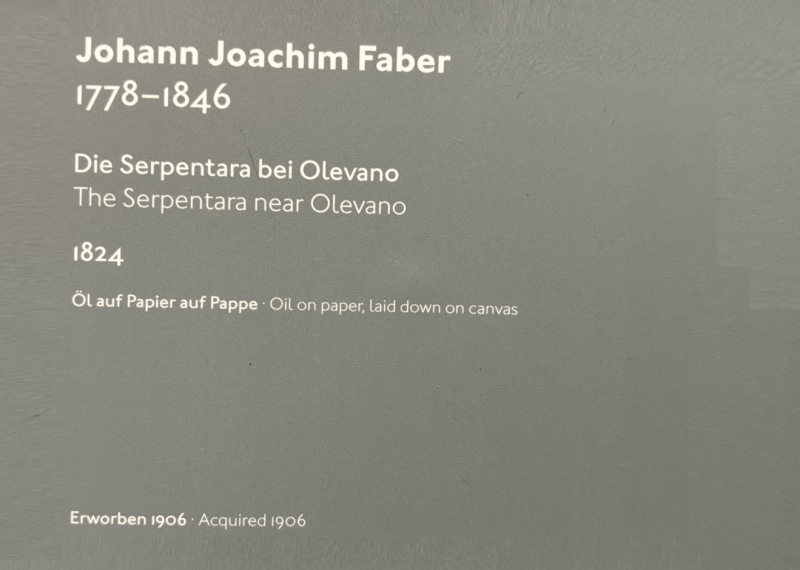 Johann Joachim Faber
1778–1846
Die Serpentara bei Olevano
The Serpentara near Olevano
1824
Öl auf Papier auf Pappe · Oil on paper, laid down on canvas
Erworben 1906 · Acquired 1906